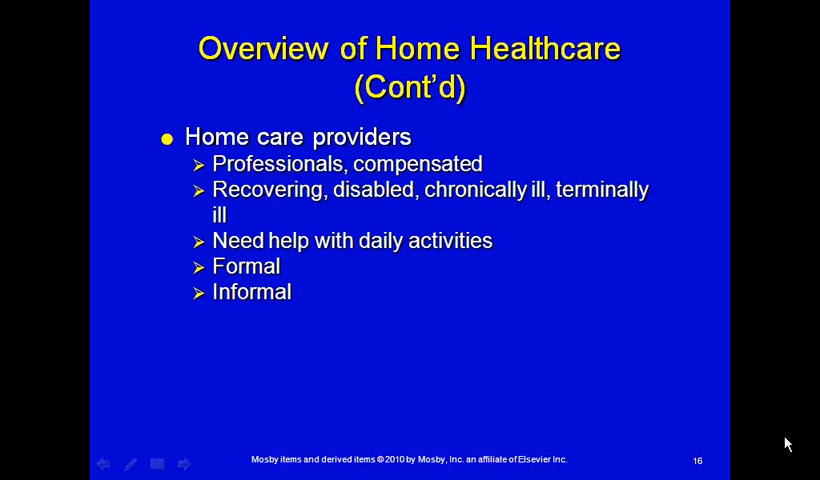 Overview of Home Healthcare
(Cont’d)
Home care providers
Professionals, compensated
Recovering, disabled, chronically ill, terminally
ill
Need help with daily activities
Formal
Informal
Mosby items and derived items © 2010 by Mosby, Inc. an affiliate of Elsevier Inc.
16